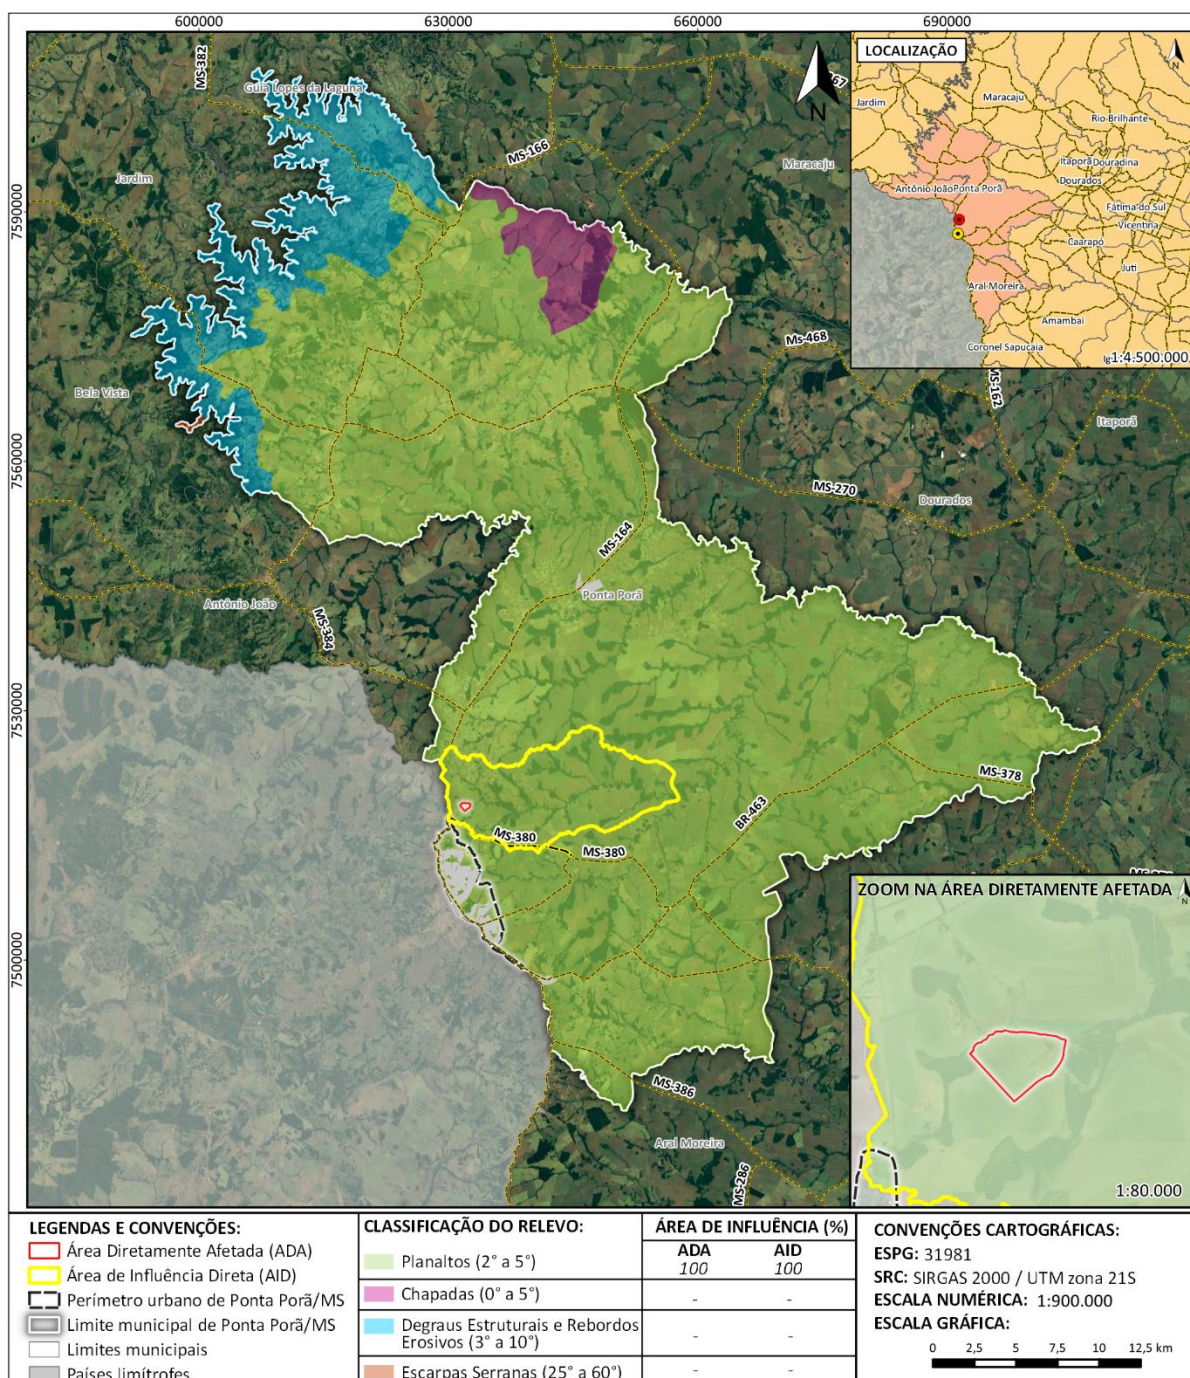 600000
630000
660000
690000
MS-382
Guia Lopes da Laguna
MS-166
67
N
Maracaju
Jardim
LOCALIZAÇÃO
N
Jardim
Maracaju
Rio Brilhante
Itaporã
Douradina
Dourados
Antônio João
Ponta Porã
Fátima do Sul
Vicentina
Caarapó
Juti
Aral Moreira
Amambai
Coronel Sapucaia
1:4.500.000
7590000
Ms-468
MS-162
Bela Vista
Itaporã
7560000
MS-270
Dourados
MS-164
Ponta Porã
Antônio João
MS-384
7530000
MS-378
BR-463
MS-380
MS-380
7500000
ZOOM NA ÁREA DIRETAMENTE AFETADA
N
1:80.000
MS-386
Aral Moreira
MS-286
LEGENDAS E CONVENÇÕES:
Área Diretamente Afetada (ADA)
Área de Influência Direta (AID)
Perímetro urbano de Ponta Porã/MS
Limite municipal de Ponta Porã/MS
Limites municipais
Países limítrofes
CLASSIFICAÇÃO DO RELEVO:
ÁREA DE INFLUÊNCIA (%)
ADA AID
Planaltos (2° a 5°) 100 100
Chapadas (0° a 5°) - -
Degraus Estruturais e Rebordos
Erosivos (3° a 10°) - -
Escarpas Serranas (25° a 60°) - -
CONVENÇÕES CARTOGRÁFICAS:
ESPG: 31981
SRC: SIRGAS 2000 / UTM zona 21S
ESCALA NUMÉRICA: 1:900.000
ESCALA GRÁFICA:
0 2,5 5 7,5 10 12,5 km